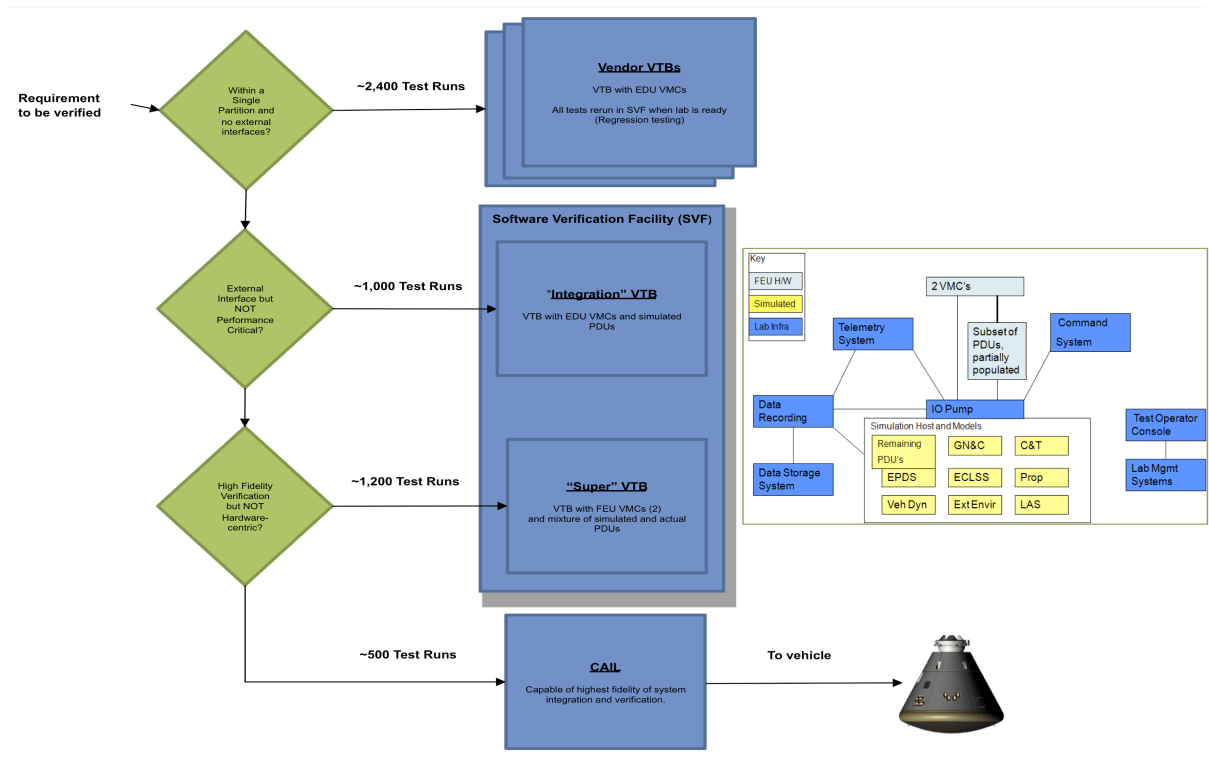 Requirement
to be verified
Within a
Single
Partition and
no external
interfaces?
~2,400 Test Runs
Vendor VTBs
VTB with EDU VMCs
All tests rerun in SVF when lab is ready
(Regression testing)
External
Interface but
NOT
Performance
Critical?
~1,000 Test Runs
Software Verification Facility (SVF)
“Integration” VTB
VTB with EDU VMCs and simulated
PDUs
High Fidelity
Verification
but NOT
Hardware-
centric?
~1,200 Test Runs
“Super” VTB
VTB with FEU VMCs (2)
and mixture of simulated and actual
PDUs
~500 Test Runs
CAIL
Capable of highest fidelity of system
integration and verification.
To vehicle
Key
FEU H/W
Simulated
Lab Infra
2 VMC's
Telemetry
System
Subset of
PDUs,
partially
populated
Command
System
Data
Recording
IO Pump
Simulation Host and Models
Remaining
PDU's
GN&C
C&T
EPDS
ECLSS
Prop
Veh Dyn
Ext Envir
LAS
Data Storage
System
Test Operator
Console
Lab Mgmt
Systems